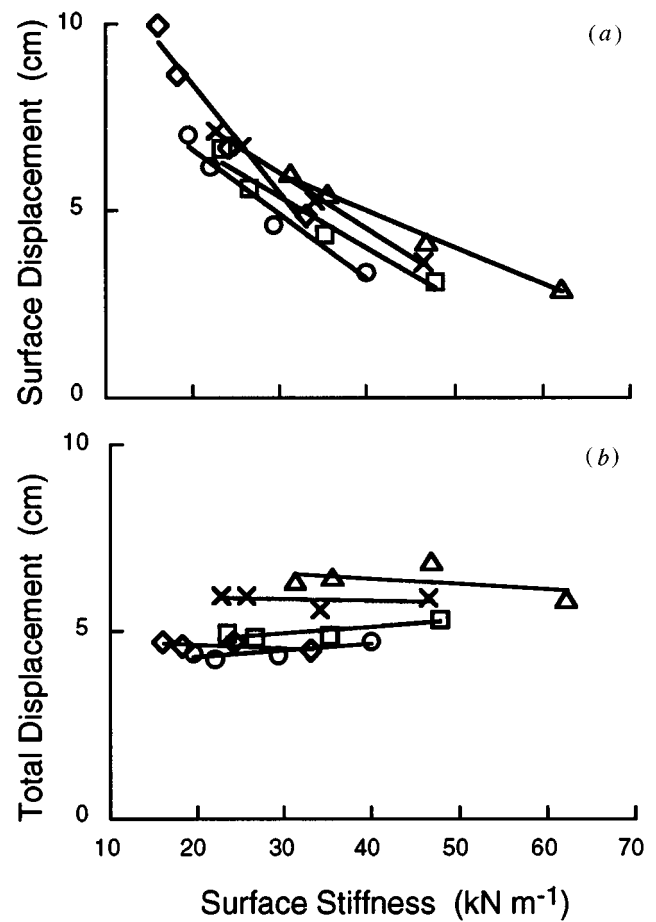 10
(a)
Surface Displacement (cm)
5
0
10
(b)
Total Displacement (cm)
5
0
10 20 30 40 50 60 70
Surface Stiffness (kN m-1)